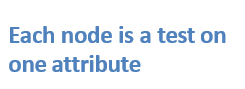 Each node is a test on
one attribute